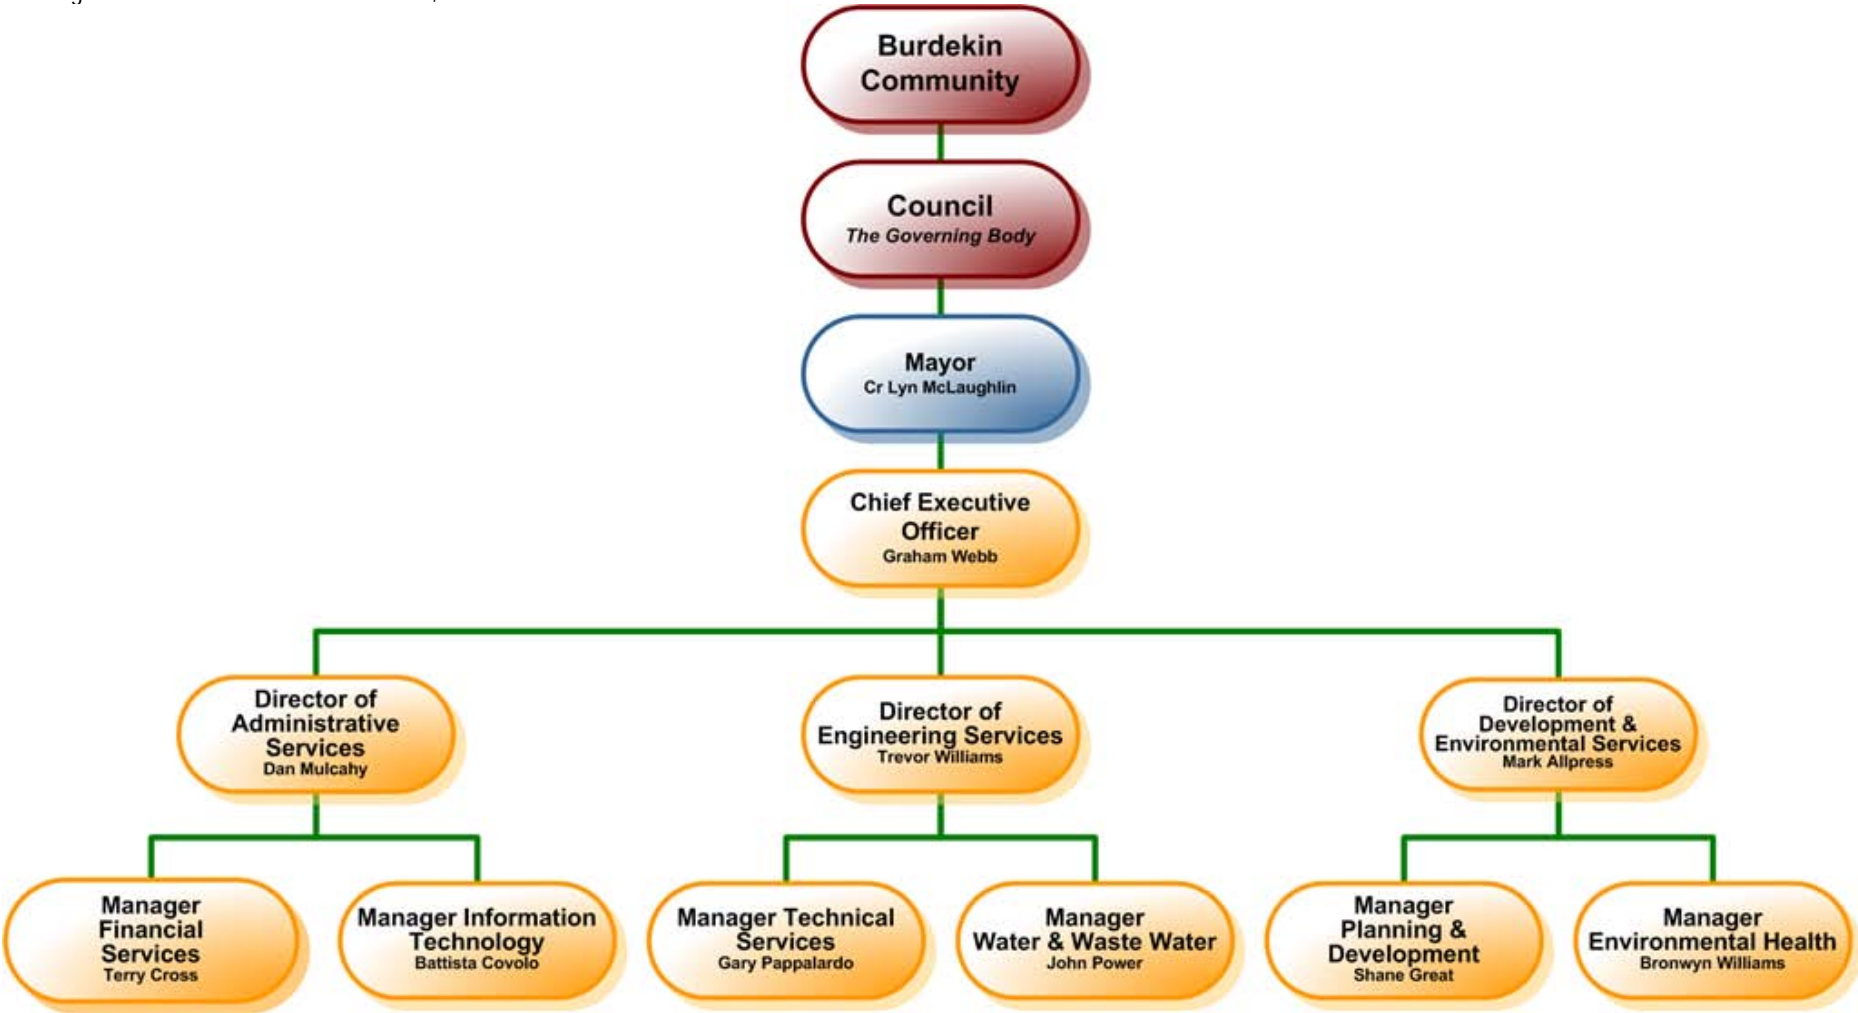 Burdekin
Community
Council
The Governing Body
Mayor
Cr Lyn McLaughlin
Chief Executive
Officer
Graham Webb
Director of
Administrative
Services
Dan Mulcahy
Director of
Engineering Services
Trevor Williams
Director of
Development &
Environmental Services
Mark Allpress
Manager
Financial
Services
Terry Cross
Manager Information
Technology
Battista Covolo
Manager Technical
Services
Gary Pappalardo
Manager
Water & Waste Water
John Power
Manager
Planning &
Development
Shane Great
Manager
Environmental Health
Bronwyn Williams